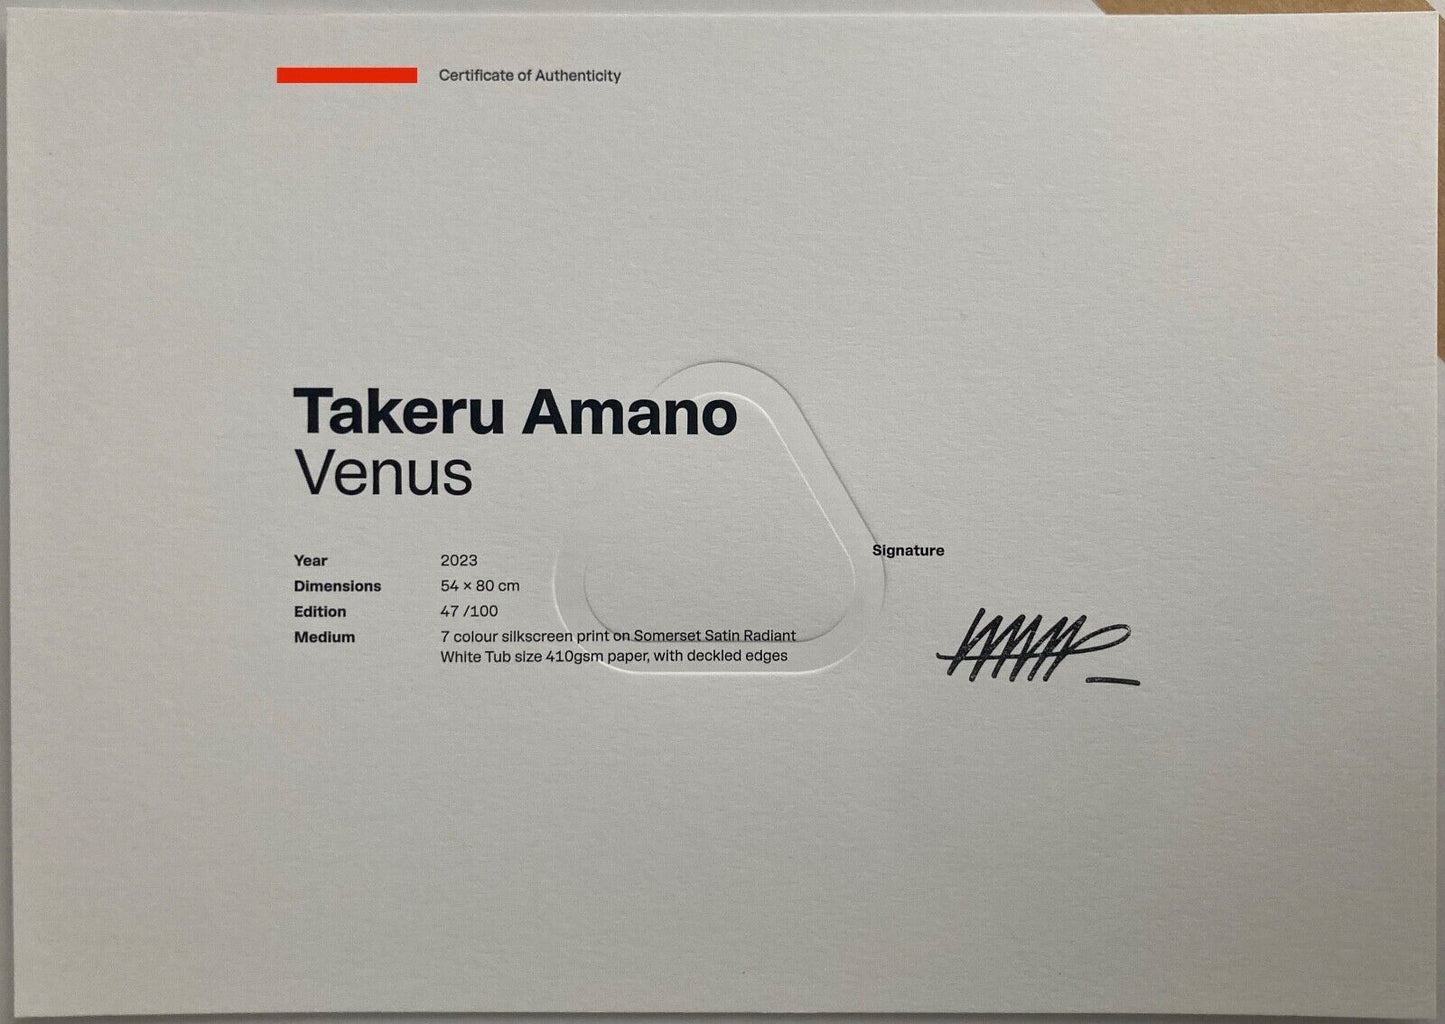 Certificate of Authenticity
Takeru Amano
Venus
Year 2023
Dimensions 54 × 80 cm
Edition 47 /100
Medium 7 colour silkscreen print on Somerset Satin Radiant
White Tub size 410gsm paper, with deckled edges
Signature